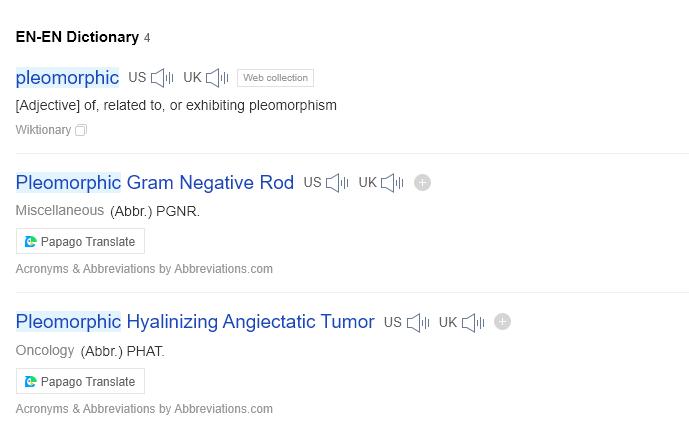 EN-EN Dictionary 4
pleomorphic US UK Web collection
[Adjective] of, related to, or exhibiting pleomorphism
Wiktionary
Pleomorphic Gram Negative Rod US UK
Miscellaneous (Abbr.) PGNR.
Papago Translate
Acronyms & Abbreviations by Abbreviations.com
Pleomorphic Hyalinizing Angiectatic Tumor US UK
Oncology (Abbr.) PHAT.
Papago Translate
Acronyms & Abbreviations by Abbreviations.com